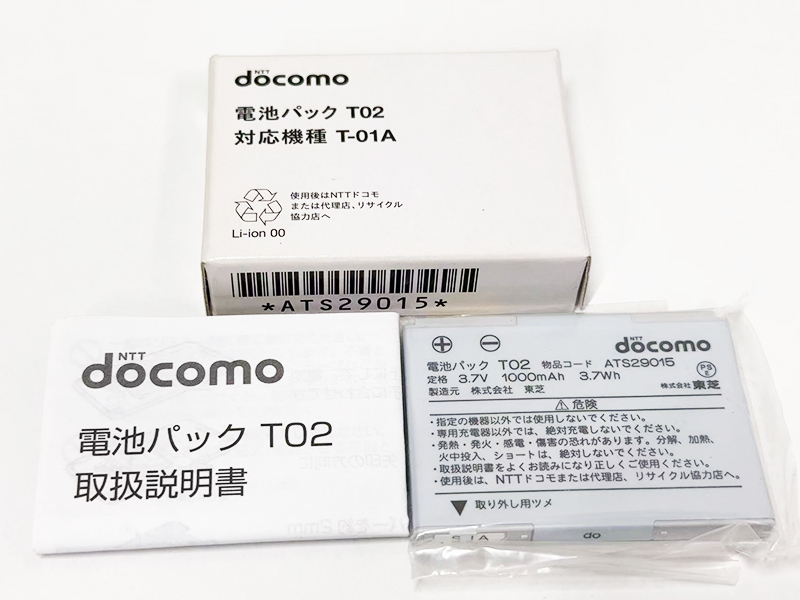 NTT
docomo
電池パック T02
対応機種 T-01A
使用後はNTTドコモ
または代理店、リサイクル
協力店へ
Li-ion 00
*ATS29015*
NTT
docomo
電池パック T02
取扱説明書
NTT
docomo
電池パック T02 物品コード ATS29015
定格 3.7V 1000mAh 3.7Wh
製造元 株式会社 東芝
PS
E
株式会社 東芝
危険
・指定の機器以外では使用しないでください。
・専用充電器以外では、絶対充電しないでください。
・発熱・発火・感電・傷害の恐れがあります。分解、加熱、
火中投入、ショートは、絶対しないでください。
・取扱説明書をよくお読みになり正しくご使用ください。
・使用後は、NTTドコモまたは代理店、リサイクル協力店へ。
▼ 取り外し用ツメ
do